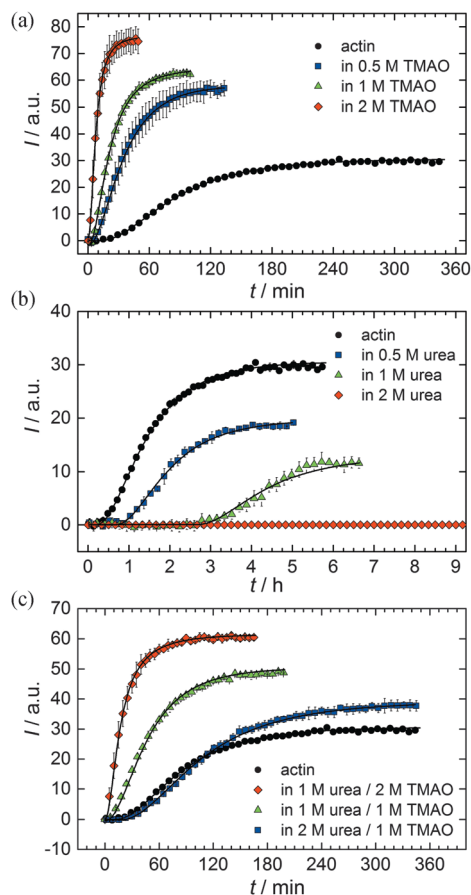 (a)
80
70
60
50
40
30
20
10
0
I / a.u.
actin
in 0.5 M TMAO
in 1 M TMAO
in 2 M TMAO
0 60 120 180 240 300 360
t / min
(b)
40
30
20
10
0
I / a.u.
actin
in 0.5 M urea
in 1 M urea
in 2 M urea
0 1 2 3 4 5 6 7 8 9
t / h
(c)
70
60
50
40
30
20
10
0
-10
I / a.u.
actin
in 1 M urea / 2 M TMAO
in 1 M urea / 1 M TMAO
in 2 M urea / 1 M TMAO
0 60 120 180 240 300 360
t / min